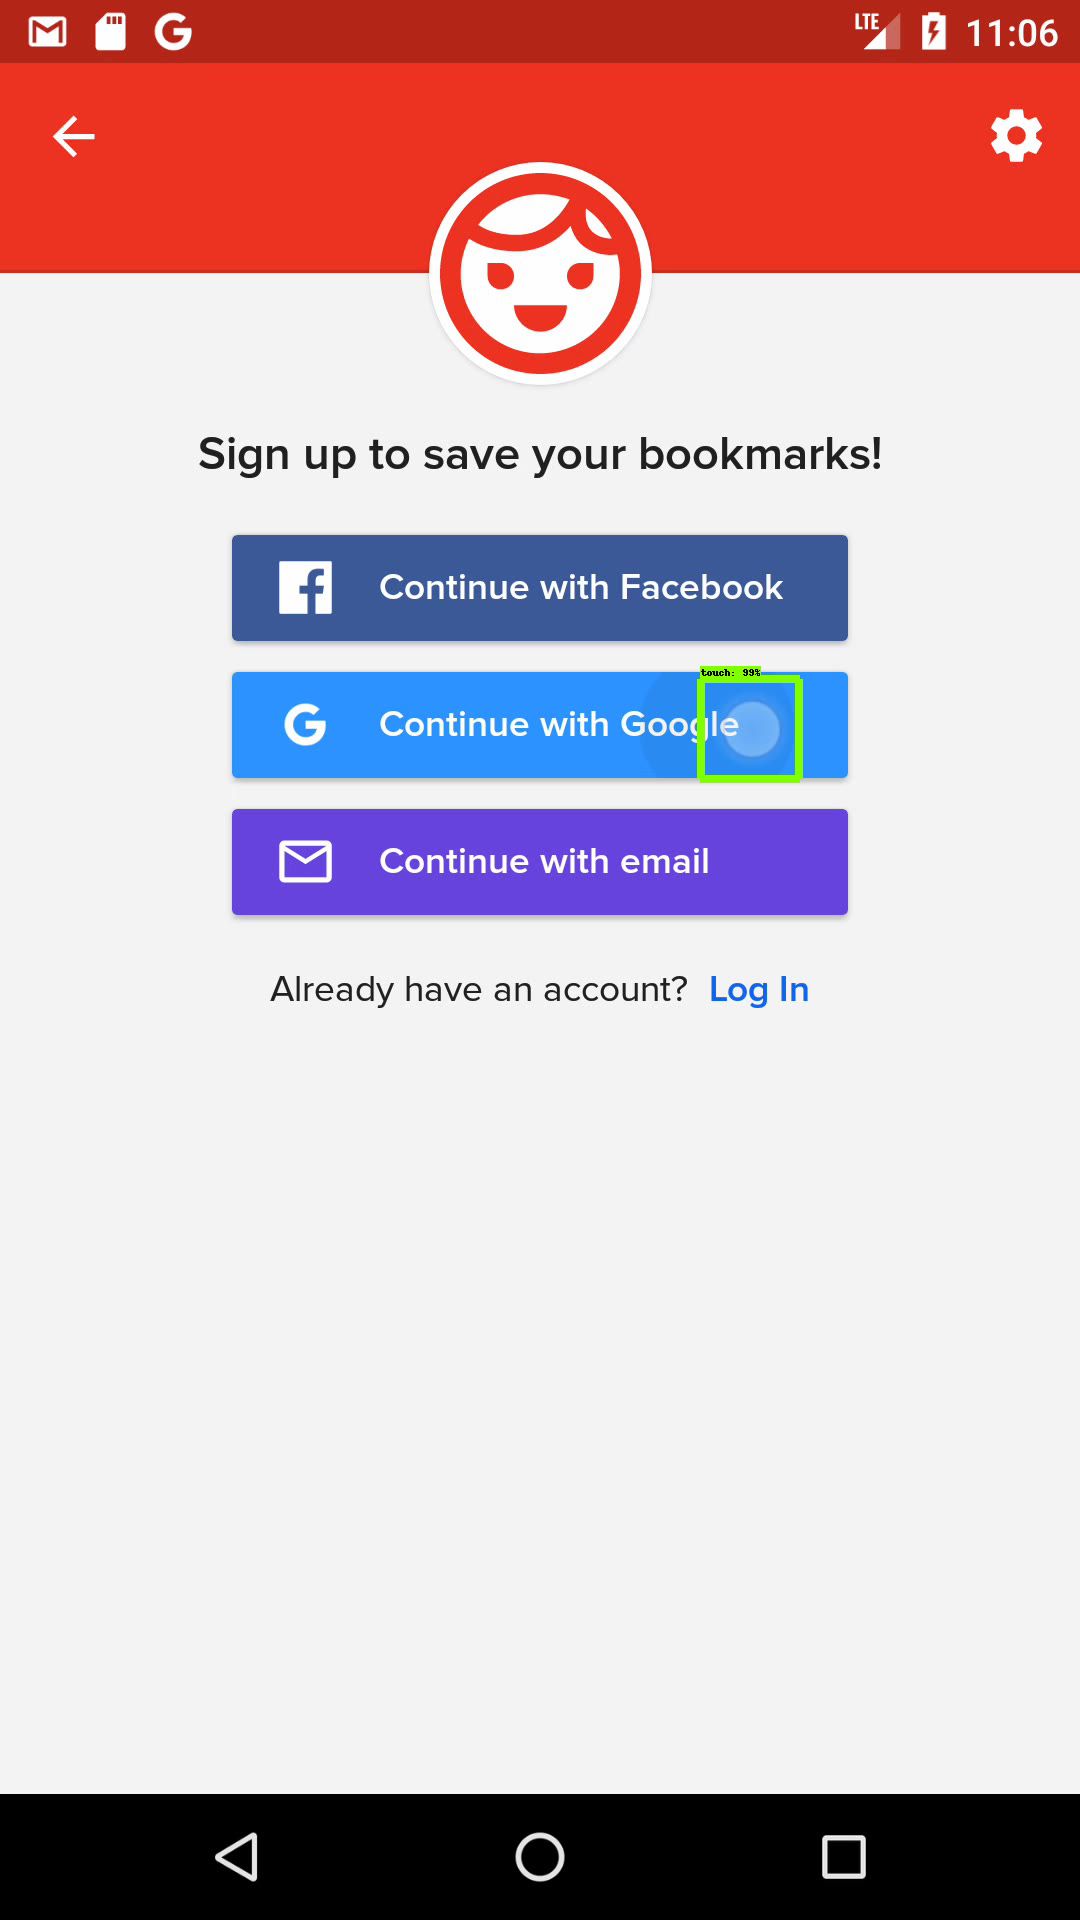 LTE 11:06
Sign up to save your bookmarks!
Continue with Facebook
touch: 99%
Continue with Google
Continue with email
Already have an account? Log In